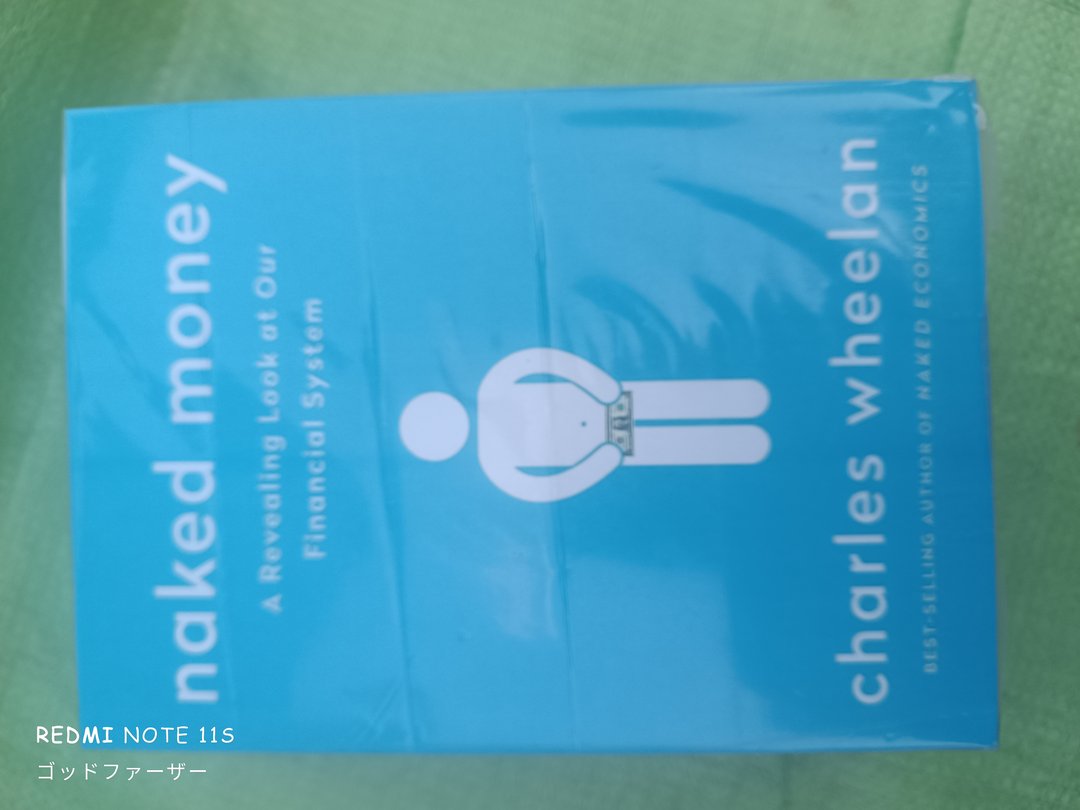 naked money
A Revealing Look at Our
Financial System
charles wheelan
BEST-SELLING AUTHOR OF NAKED ECONOMICS
REDMI NOTE 11S
ゴッドファーザー